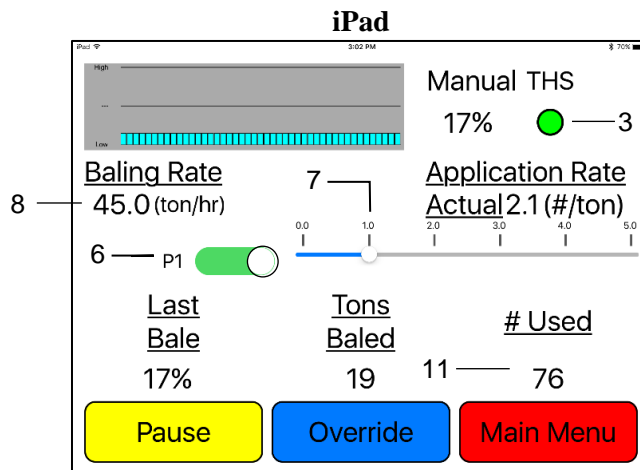 iPad
iPad 3:02 PM 70%
High
---
Low
Manual THS
17% 3
Baling Rate
8 45.0 (ton/hr)
7
Application Rate
Actual 2.1 (#/ton)
0.0 1.0 2.0 3.0 4.0 5.0
6 P1
Last Bale
Tons Baled
# Used
17% 19 11 76
Pause Override Main Menu